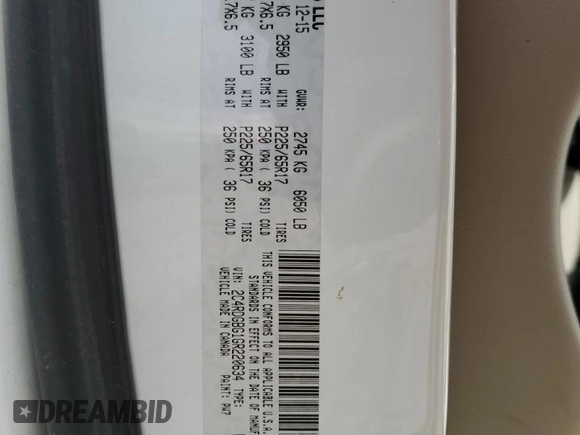 LLC
12-15 GVWR: 2745 KG 6050 LB
KG 2950 LB WITH P225/65R17 TIRES
7X6.5 RIMS AT 250 KPA ( 36 PSI) COLD
KG 3100 LB WITH P225/65R17 TIRES
7X6.5 RIMS AT 250 KPA ( 36 PSI) COLD
THIS VEHICLE CONFORMS TO ALL APPLICABLE U.S.A.
STANDARDS IN EFFECT ON THE DATE OF MANUF
VIN: 2C4RDGBG1GR220634 TYPE:
VEHICLE MADE IN CANADA PAINT: PW7
DREAMBID